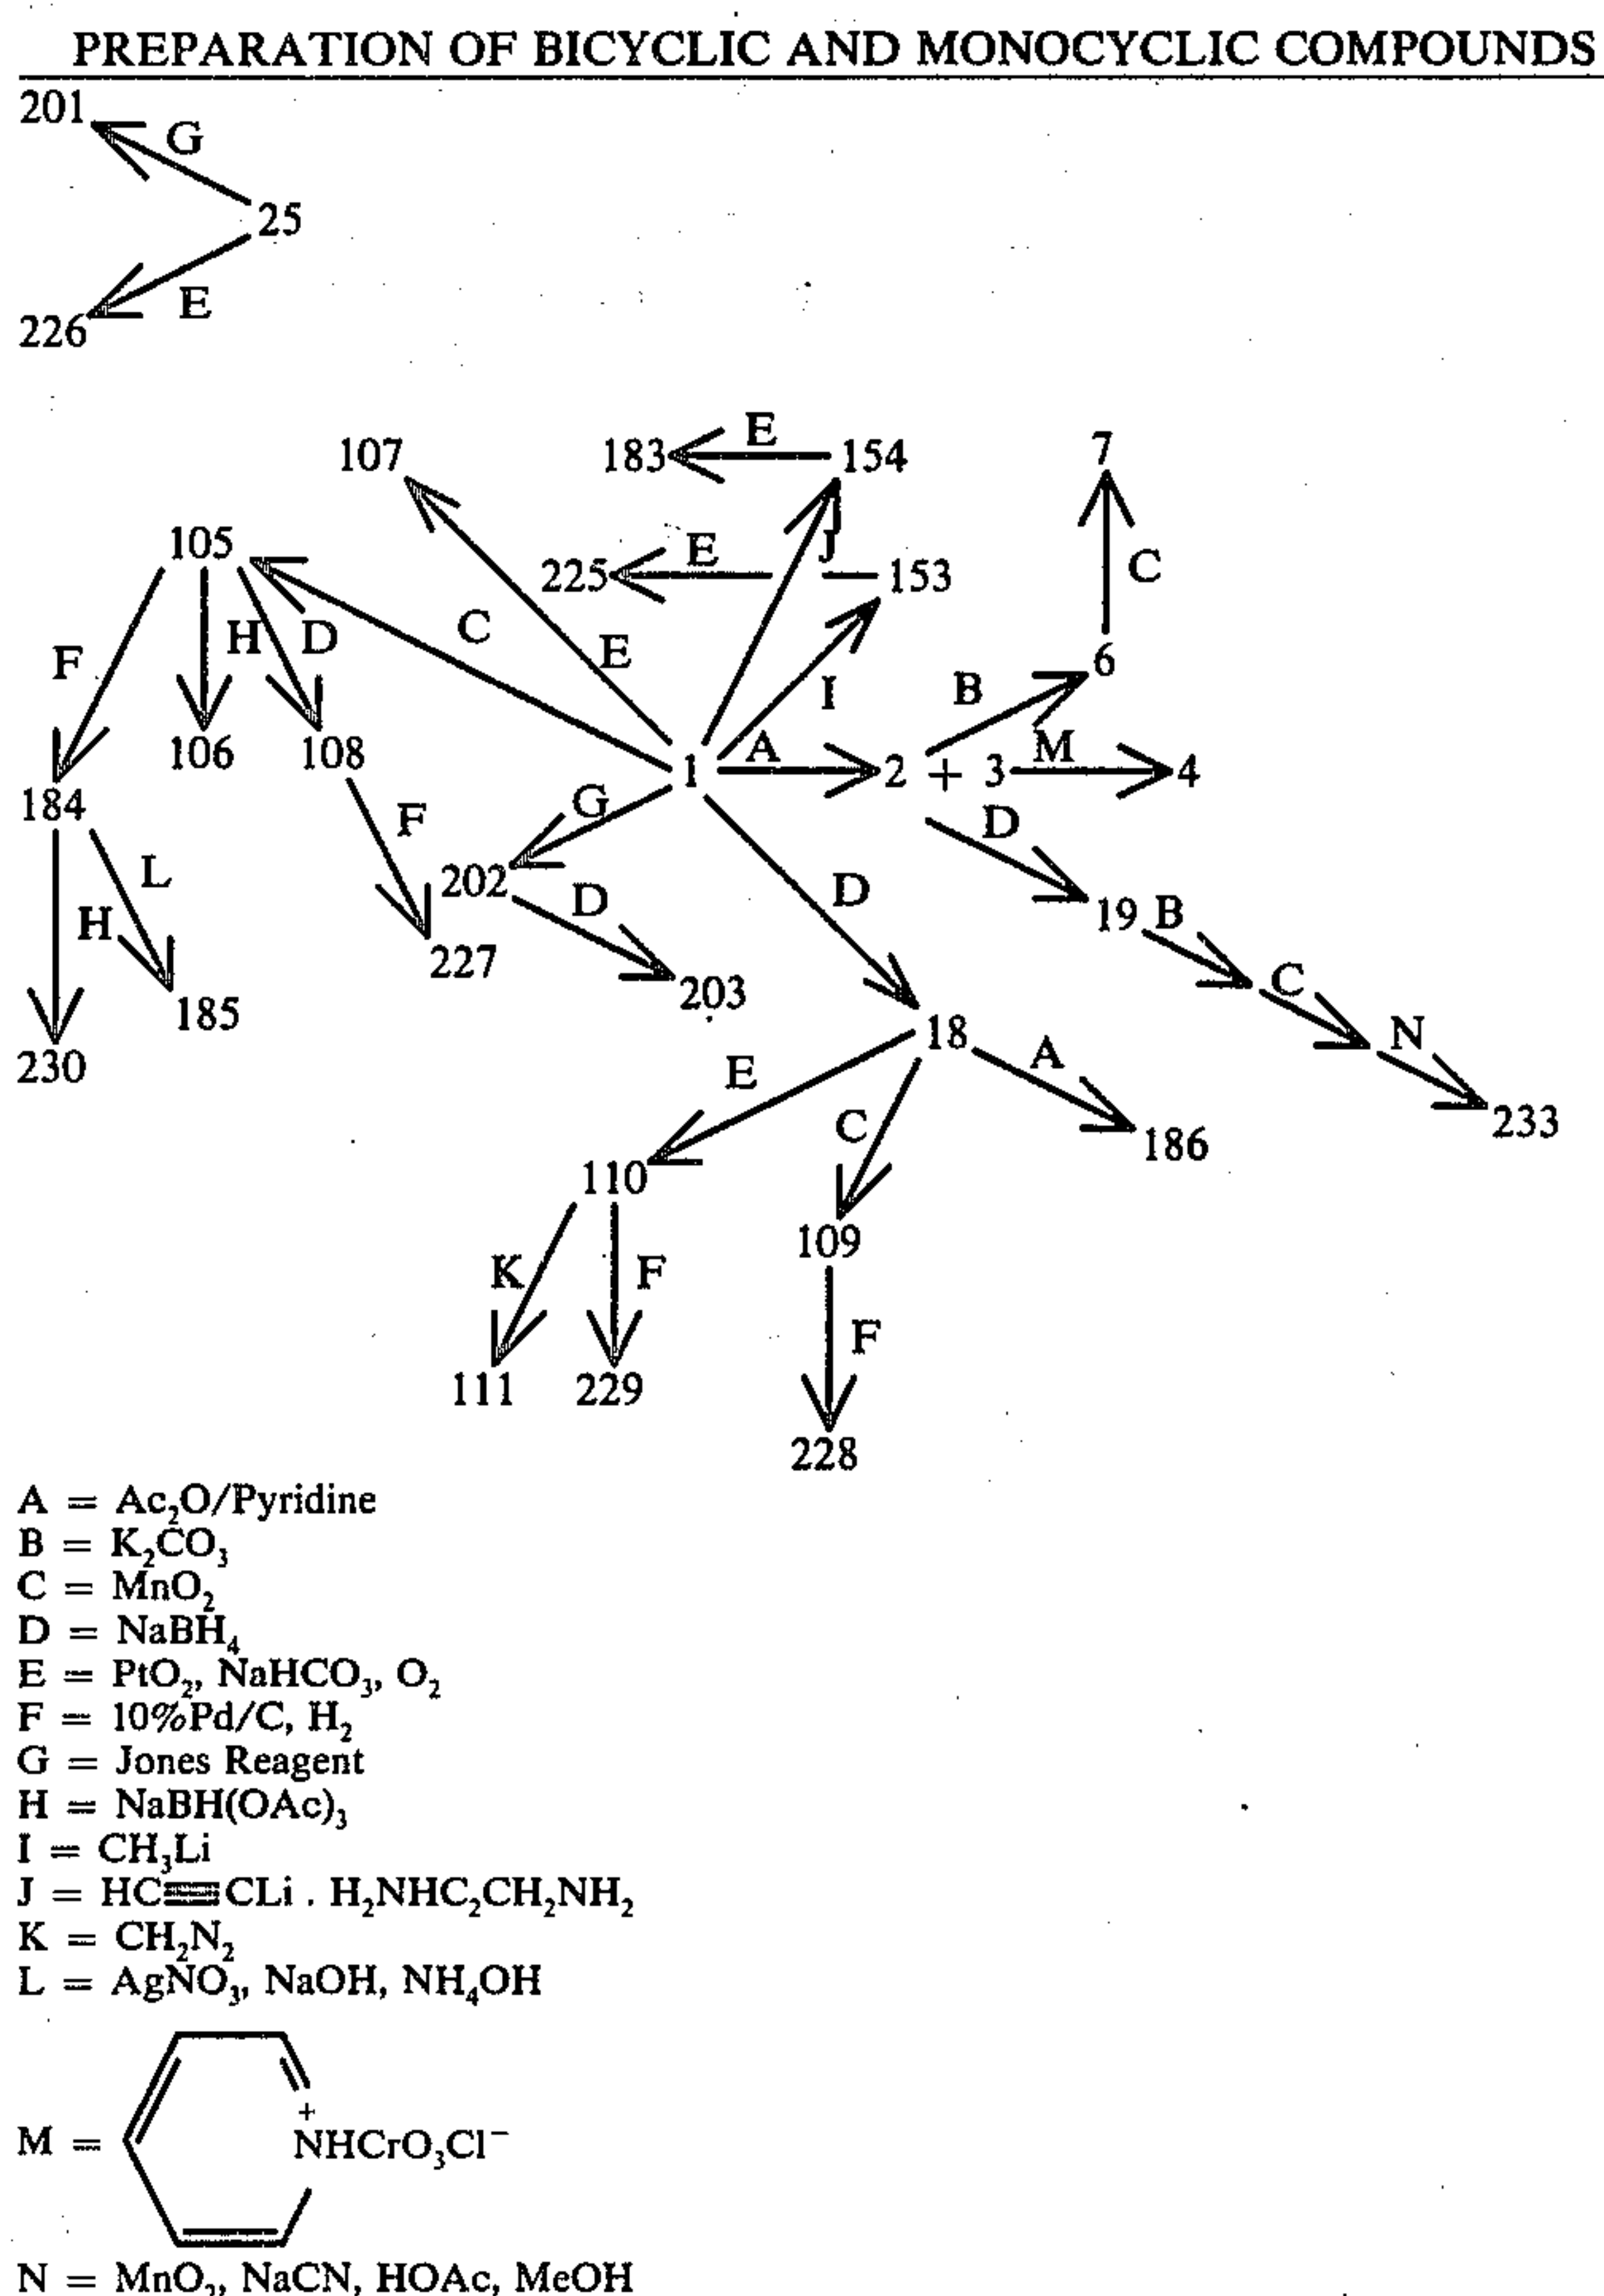 PREPARATION OF BICYCLIC AND MONOCYCLIC COMPOUNDS
201
G
25
E
226
107
183
E
154
7
105
225
E
J
153
C
F
H
D
C
E
I
B
6
106
108
1
A
2 + 3
M
4
184
G
D
F
202
D
D
19
B
L
H
227
203
C
185
18
N
230
E
C
A
186
233
110
109
K
F
F
111
229
228
A = Ac₂O/Pyridine
B = K₂CO₃
C = MnO₂
D = NaBH₄
E = PtO₂, NaHCO₃, O₂
F = 10%Pd/C, H₂
G = Jones Reagent
H = NaBH(OAc)₃
I = CH₃Li
J = HC≡CLi . H₂NHC₂CH₂NH₂
K = CH₂N₂
L = AgNO₃, NaOH, NH₄OH
M =
+
NHCrO₃Cl⁻
N = MnO₂, NaCN, HOAc, MeOH